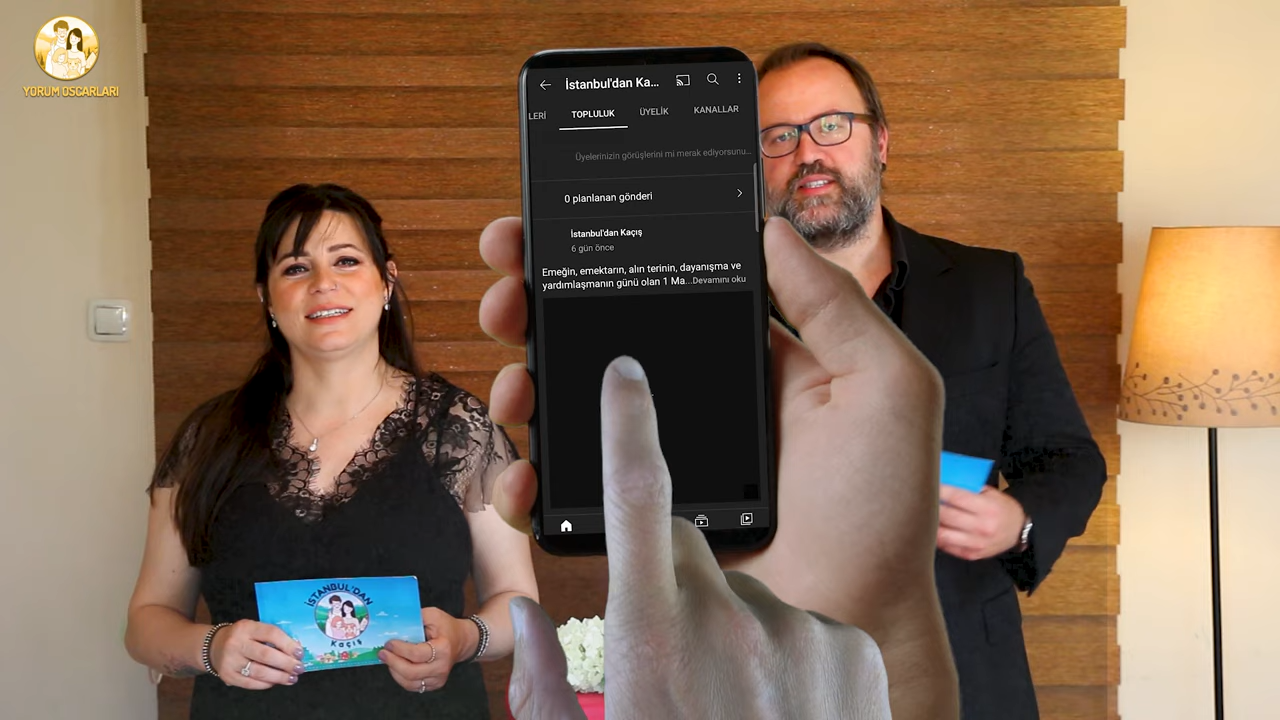 YORUM OSCARLARI
İstanbul'dan Ka...
LERİ TOPLULUK ÜYELİK KANALLAR
Üyelerinizin görüşlerini mi merak ediyorsunu...
0 planlanan gönderi
İstanbul'dan Kaçış
6 gün önce
Emeğin, emektarın, alın terinin, dayanışma ve
yardımlaşmanın günü olan 1 Ma...Devamını oku
İSTANBUL'DAN
Kaçış